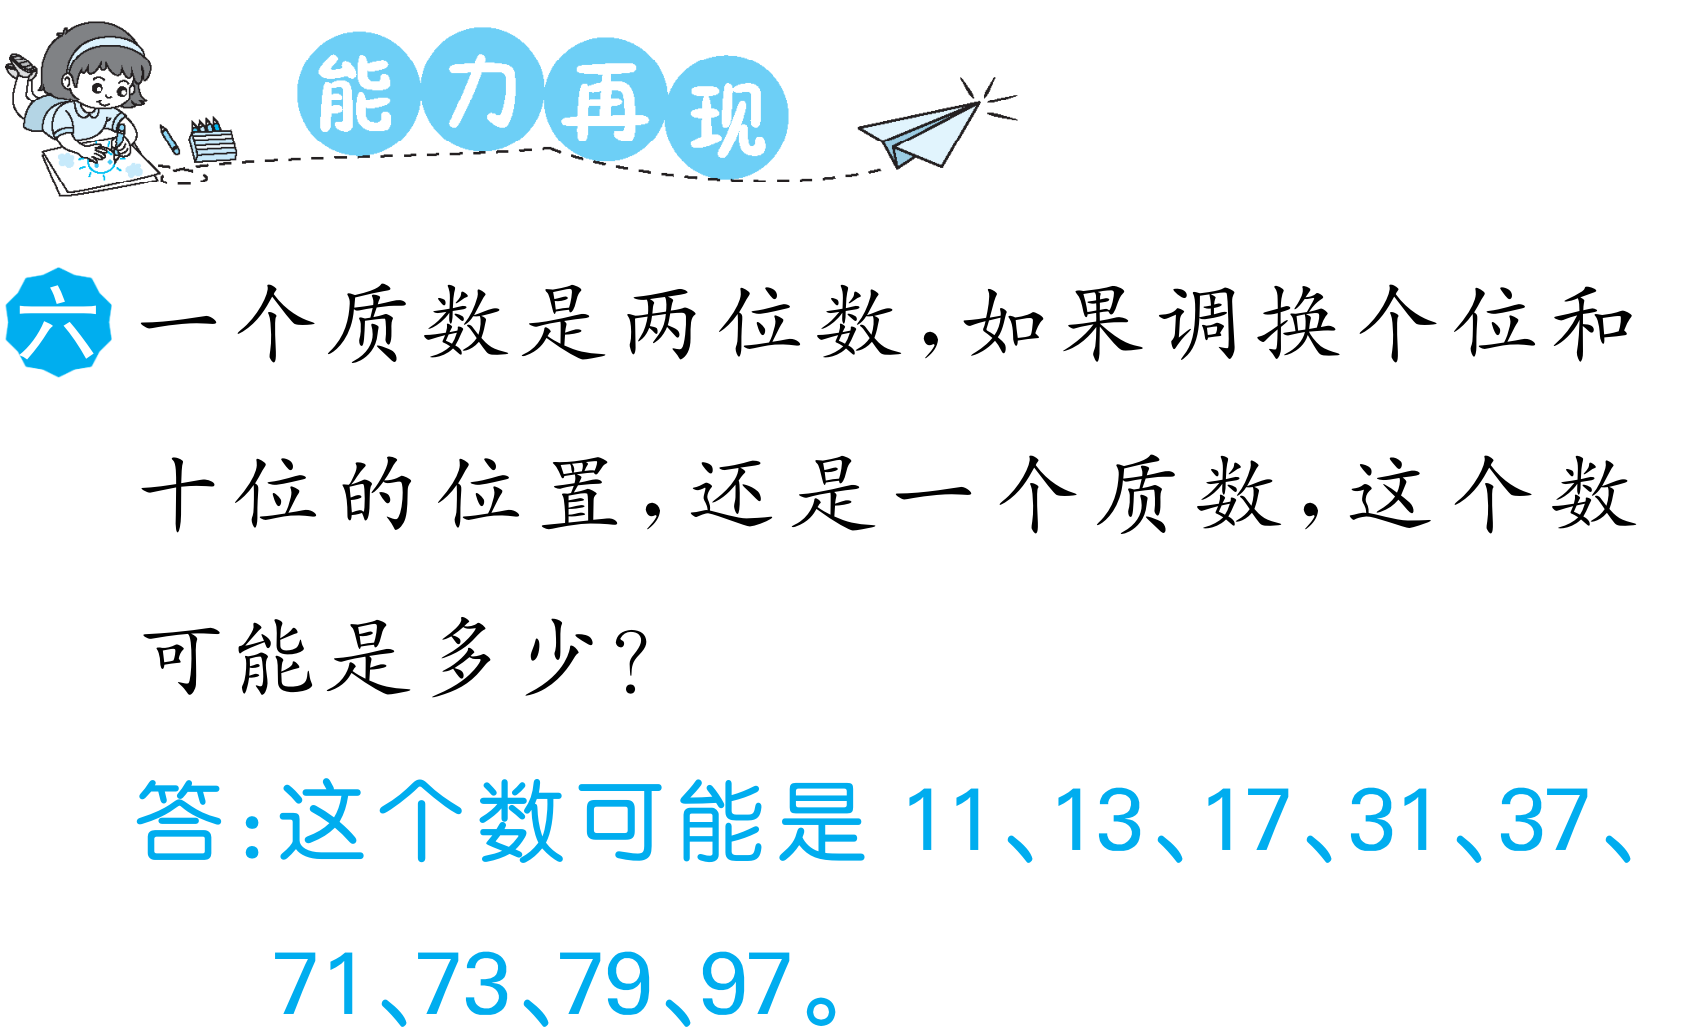 能力再现
六 一个质数是两位数,如果调换个位和
十位的位置,还是一个质数,这个数
可能是多少?
答:这个数可能是 11、13、17、31、37、
71、73、79、97。